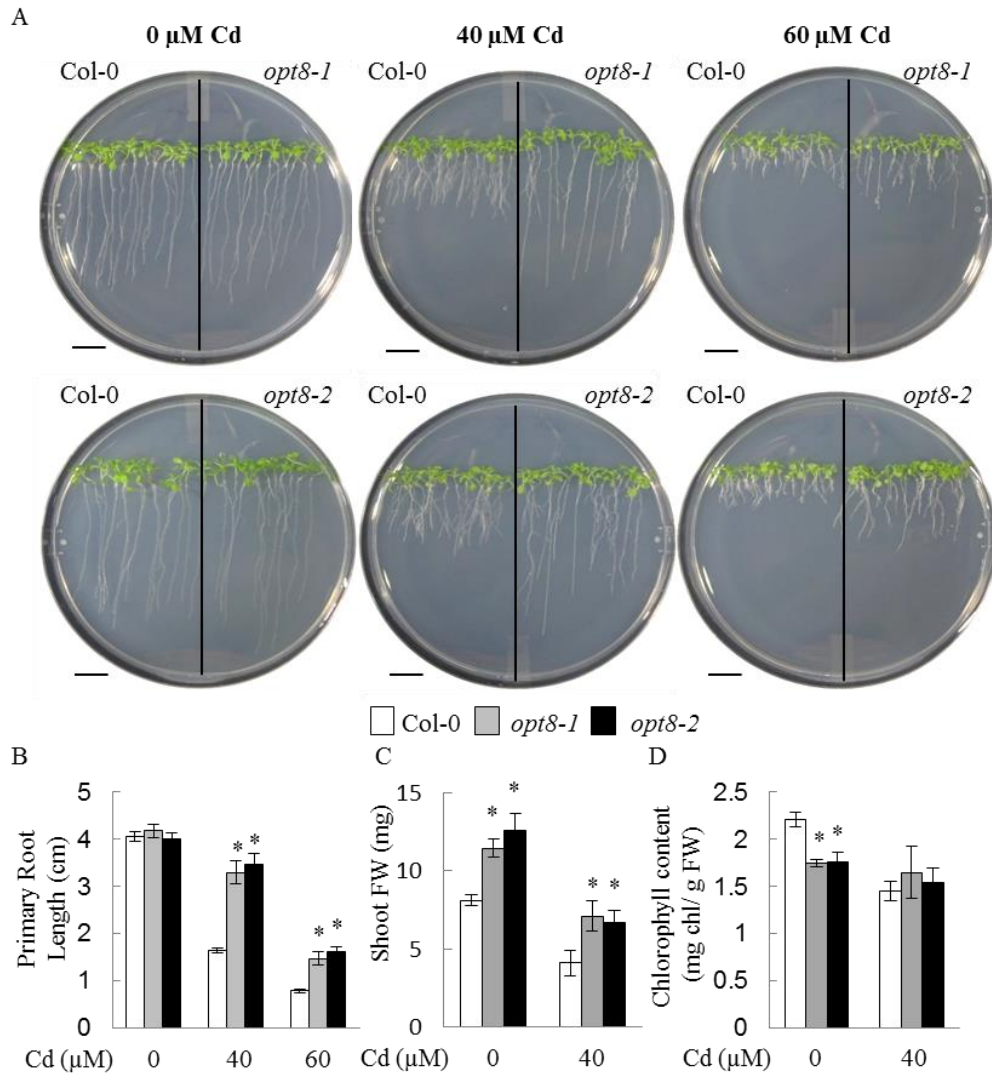 A
0 µM Cd 40 µM Cd 60 µM Cd
Col-0 opt8-1 Col-0 opt8-1 Col-0 opt8-1
Col-0 opt8-2 Col-0 opt8-2 Col-0 opt8-2
Col-0 opt8-1 opt8-2
B
Primary Root
Length (cm)
5
4
3
2
1
0
* *
* *
Cd (µM) 0 40 60
C
Shoot FW (mg)
15
10
5
0
* *
* *
Cd (µM) 0 40
D
Chlorophyll content
(mg chl/ g FW)
2.5
2
1.5
1
0.5
0
* *
Cd (µM) 0 40